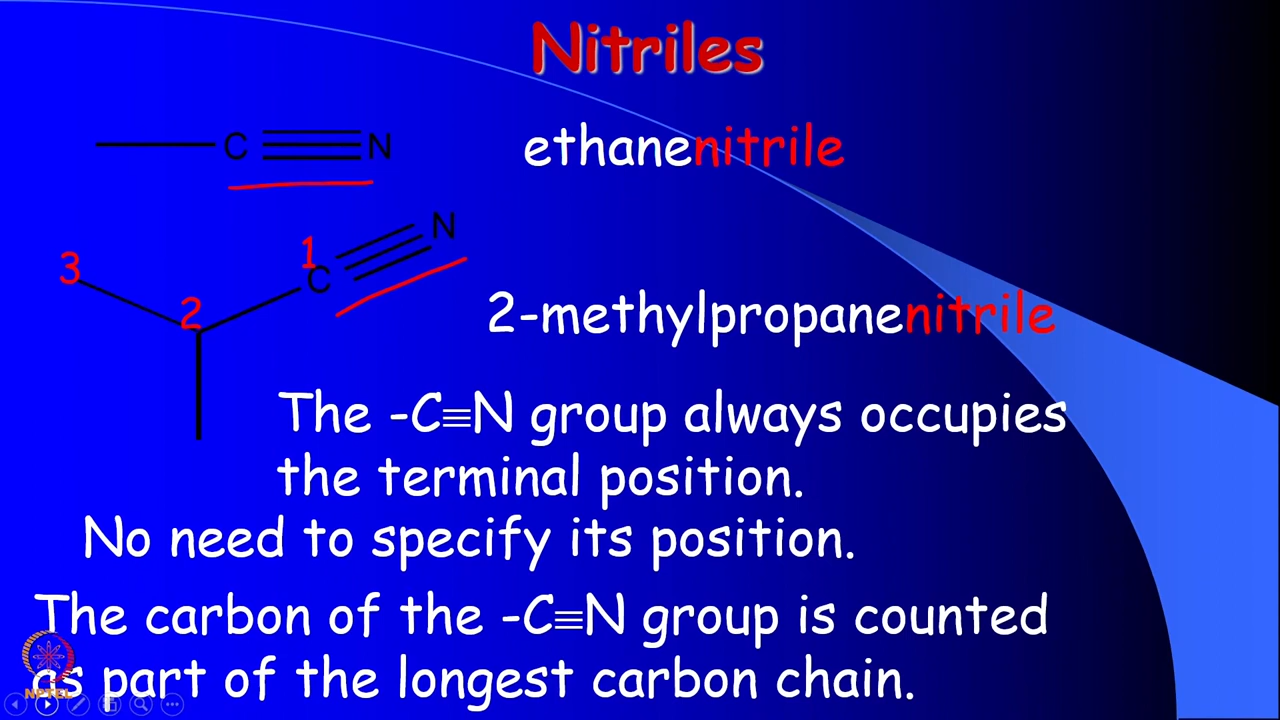 Nitriles
C≡N
ethanenitrile
1
N
3
C
2
2-methylpropanenitrile
The -C≡N group always occupies
the terminal position.
No need to specify its position.
The carbon of the -C≡N group is counted
as part of the longest carbon chain.
NPTEL